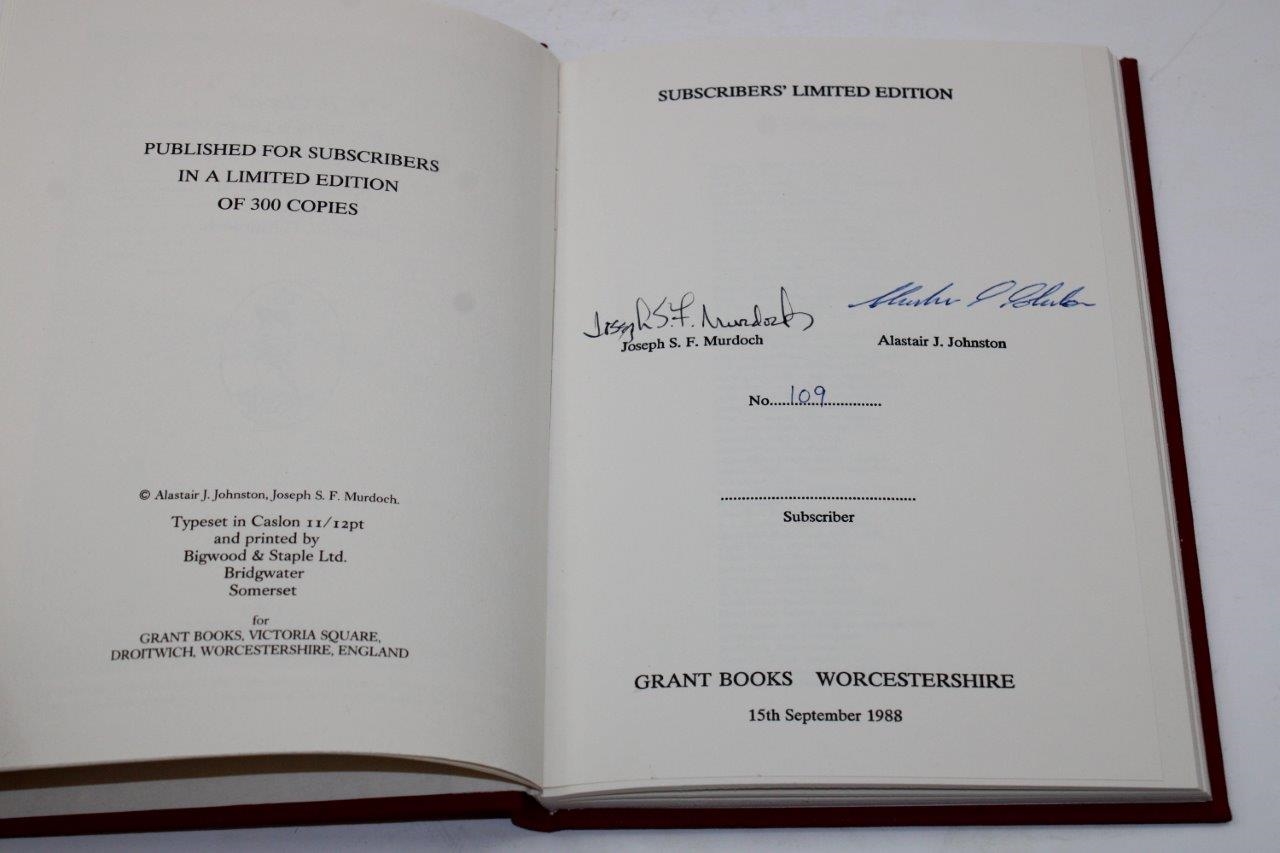 PUBLISHED FOR SUBSCRIBERS
IN A LIMITED EDITION
OF 300 COPIES
© Alastair J. Johnston, Joseph S. F. Murdoch.
Typeset in Caslon 11/12pt
and printed by
Bigwood & Staple Ltd.
Bridgwater
Somerset
for
GRANT BOOKS, VICTORIA SQUARE,
DROITWICH, WORCESTERSHIRE, ENGLAND
SUBSCRIBERS' LIMITED EDITION
Joseph S. F. Murdoch
Joseph S. F. Murdoch
Alastair J. Johnston
No....109....
Subscriber
GRANT BOOKS WORCESTERSHIRE
15th September 1988